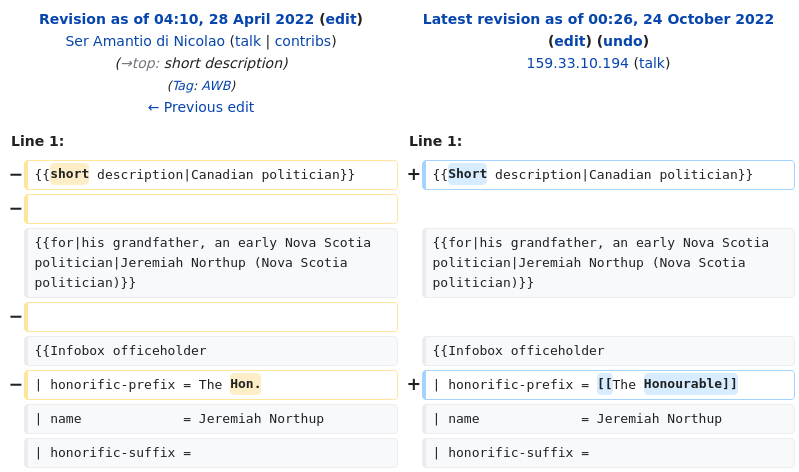 Revision as of 04:10, 28 April 2022 (edit)
Ser Amantio di Nicolao (talk | contribs)
(→top: short description)
(Tag: AWB)
← Previous edit
Latest revision as of 00:26, 24 October 2022
(edit) (undo)
159.33.10.194 (talk)
Line 1:
Line 1:
− {{short description|Canadian politician}}
+ {{Short description|Canadian politician}}
−
{{for|his grandfather, an early Nova Scotia
politician|Jeremiah Northup (Nova Scotia
politician)}}
{{for|his grandfather, an early Nova Scotia
politician|Jeremiah Northup (Nova Scotia
politician)}}
−
{{Infobox officeholder
{{Infobox officeholder
− | honorific-prefix = The Hon.
+ | honorific-prefix = [[The Honourable]]
| name             = Jeremiah Northup
| name             = Jeremiah Northup
| honorific-suffix =
| honorific-suffix =